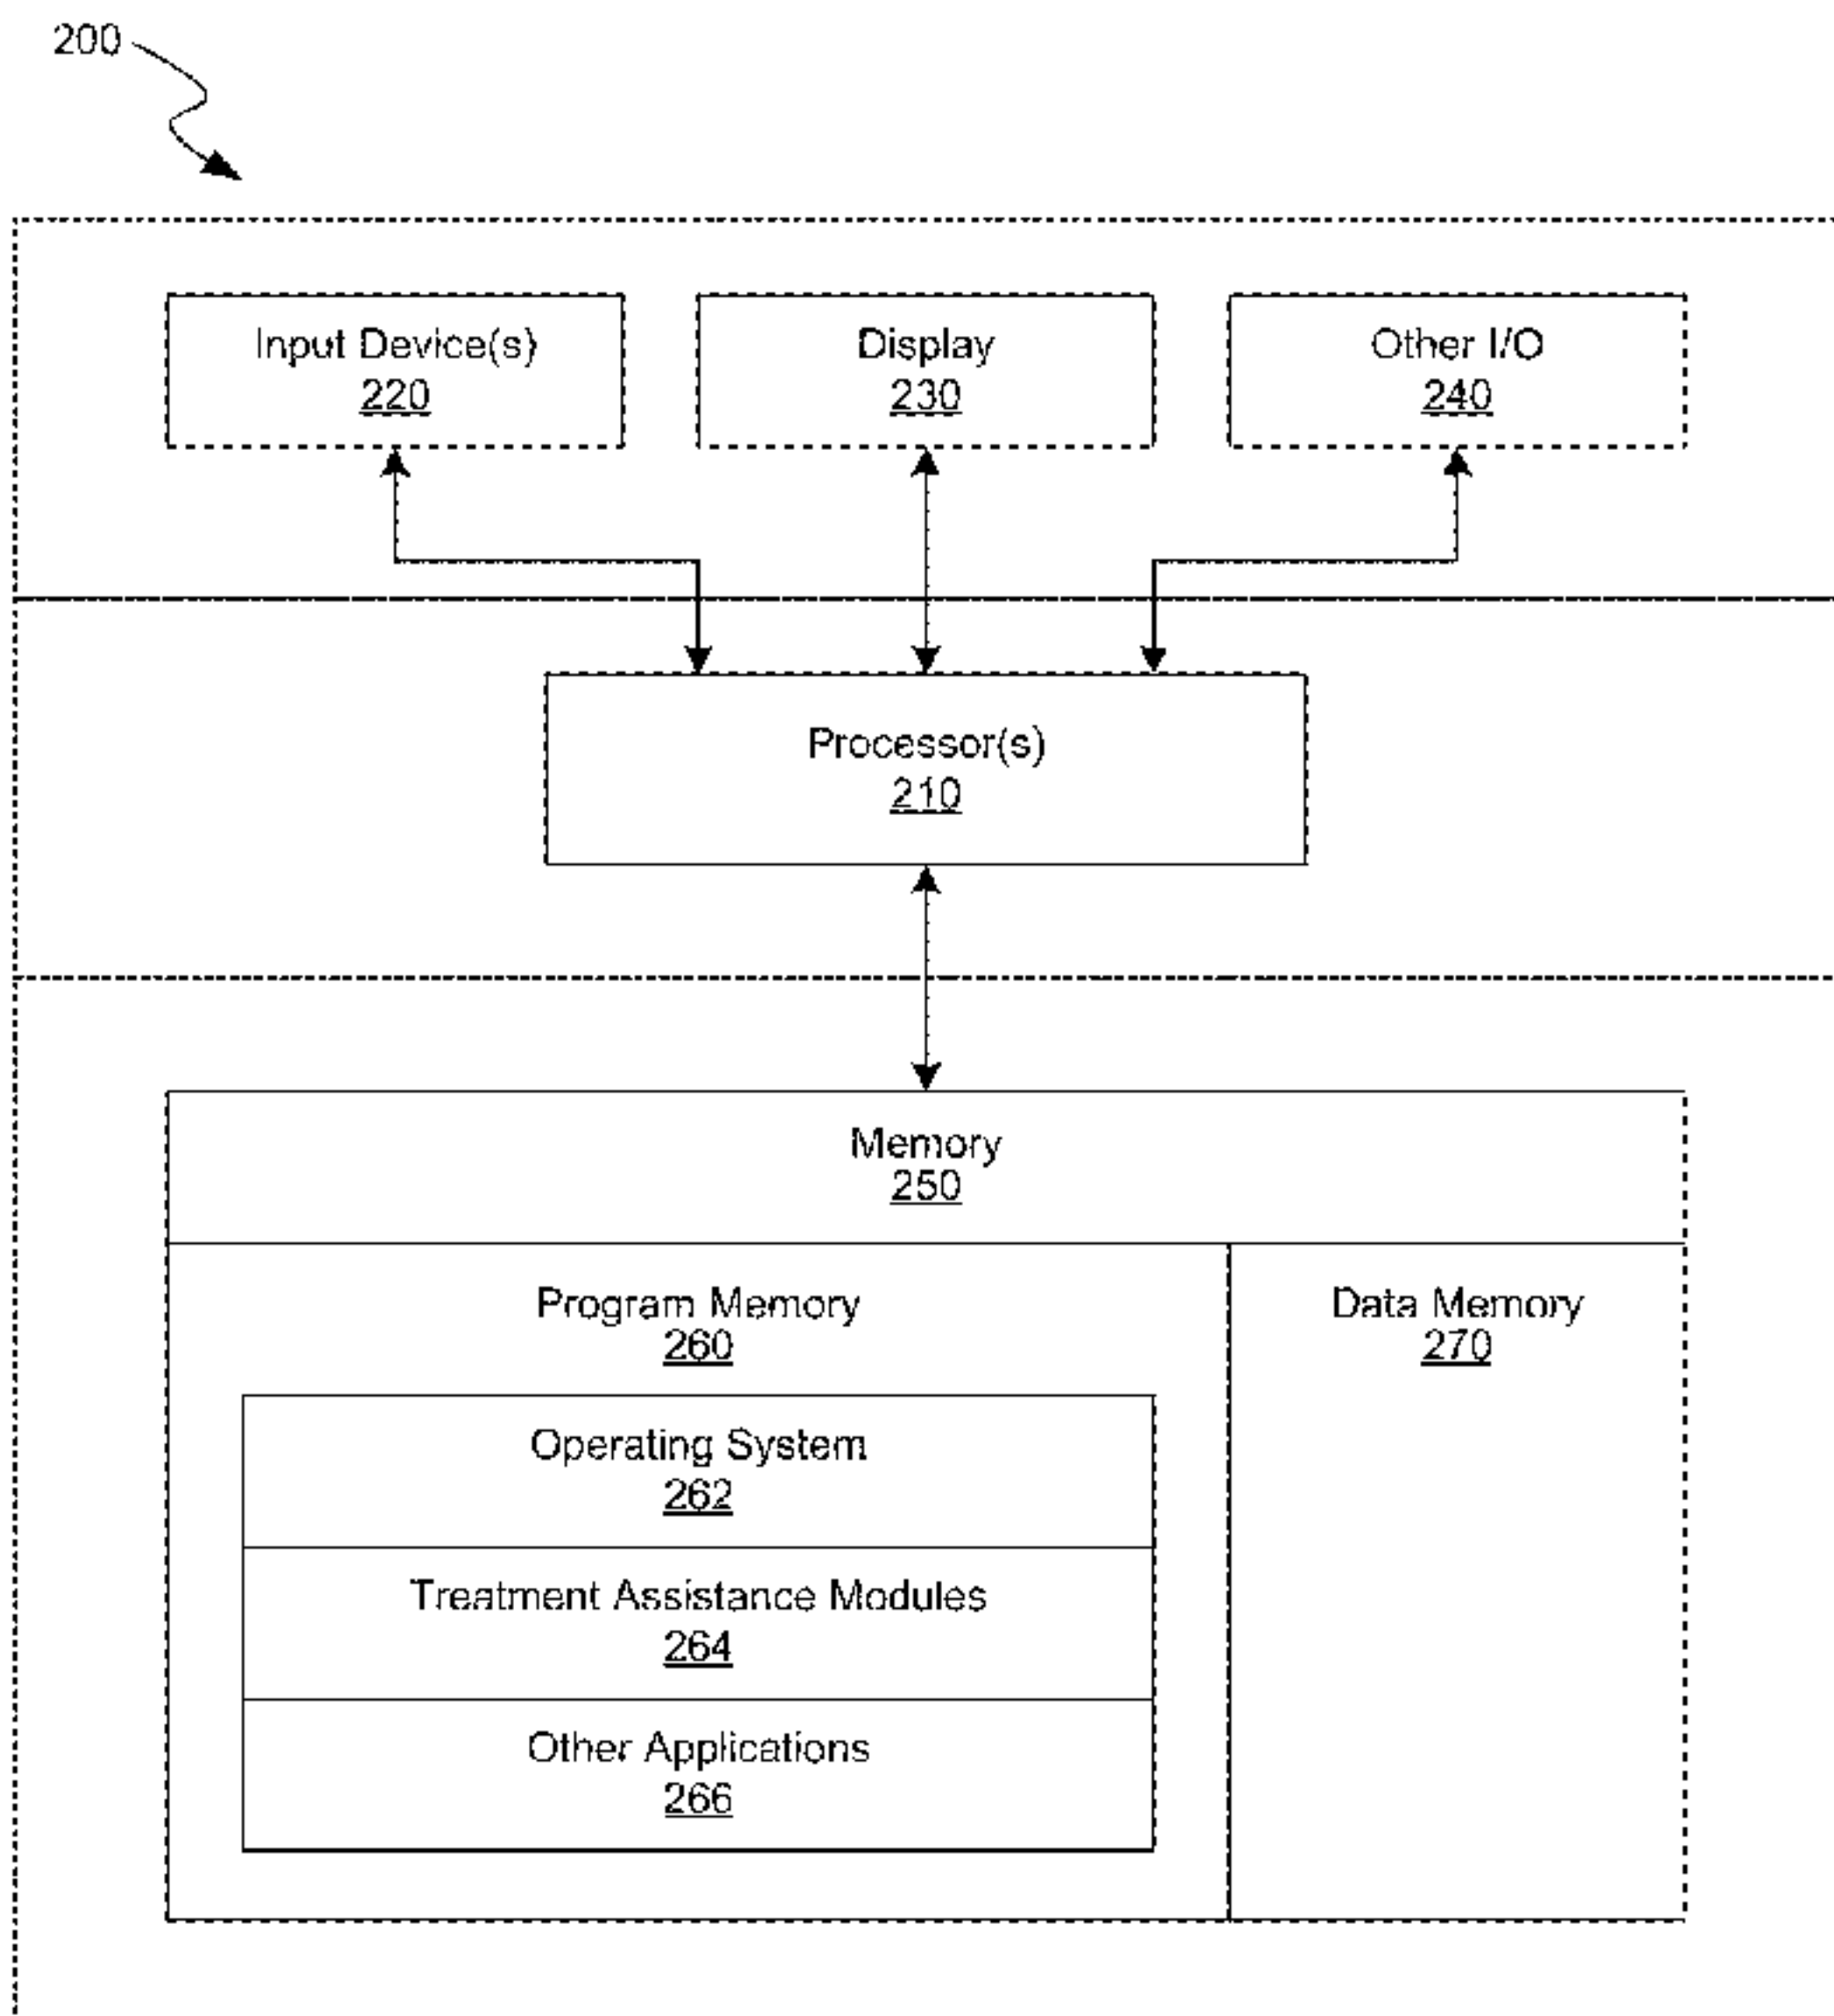 200
Input Device(s)
220
Display
230
Other I/O
240
Processor(s)
210
Memory
250
Program Memory
260
Data Memory
270
Operating System
262
Treatment Assistance Modules
264
Other Applications
266